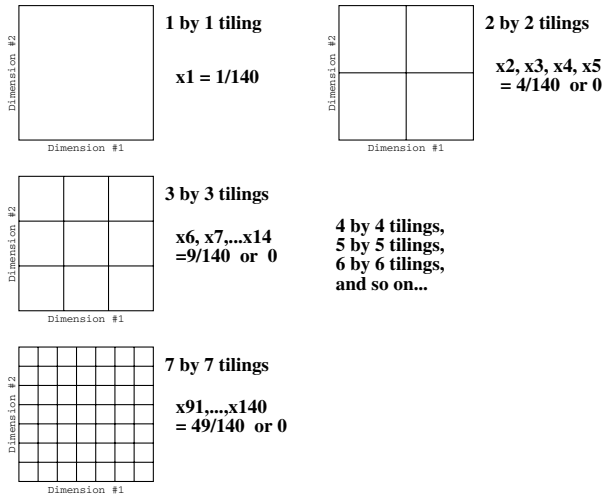 1 by 1 tiling
x1 = 1/140
Dimension #2
Dimension #1
2 by 2 tilings
x2, x3, x4, x5
= 4/140 or 0
Dimension #2
Dimension #1
3 by 3 tilings
x6, x7,...x14
=9/140 or 0
Dimension #2
Dimension #1
4 by 4 tilings,
5 by 5 tilings,
6 by 6 tilings,
and so on...
7 by 7 tilings
x91,...,x140
= 49/140 or 0
Dimension #2
Dimension #1